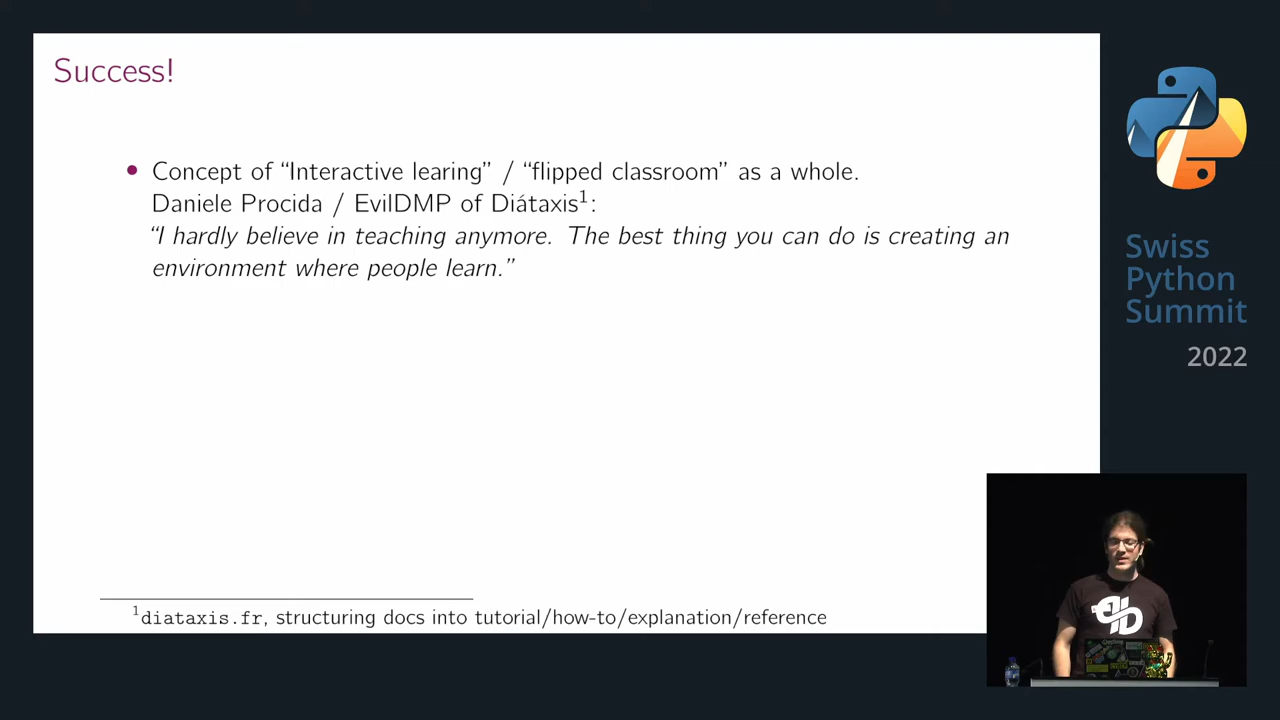 Success!
• Concept of “Interactive learing” / “flipped classroom” as a whole.
Daniele Procida / EvilDMP of Diátaxis1:
“I hardly believe in teaching anymore. The best thing you can do is creating an
environment where people learn.”
1diataxis.fr, structuring docs into tutorial/how-to/explanation/reference
Swiss
Python
Summit
2022